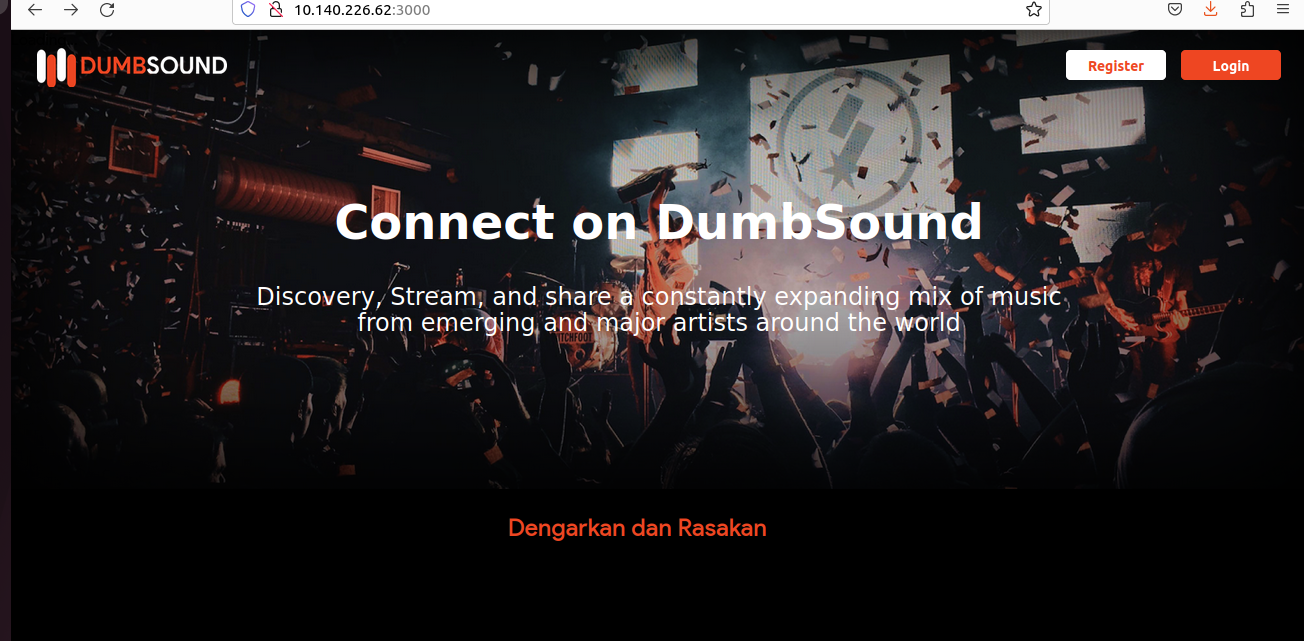 10.140.226.62:3000
DUMBSOUND
Register
Login
Connect on DumbSound
Discovery, Stream, and share a constantly expanding mix of music
from emerging and major artists around the world
Dengarkan dan Rasakan